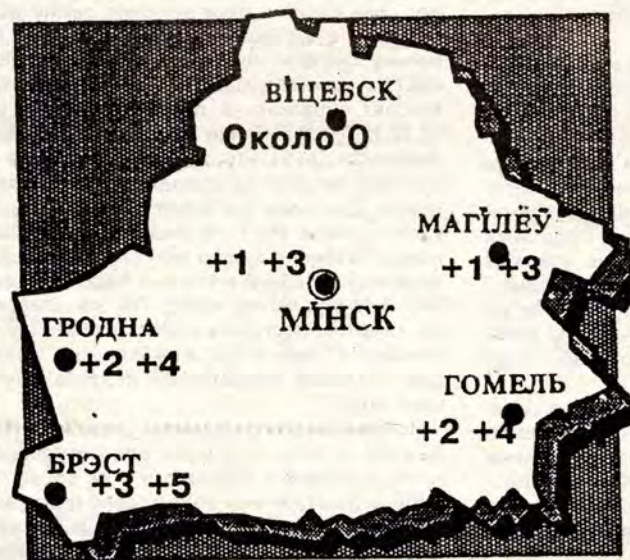 ВІЦЕБСК
Около 0
МАГІЛЁЎ
+1 +3
+1 +3
МІНСК
ГРОДНА
+2 +4
ГОМЕЛЬ
+2 +4
БРЭСТ
+3 +5